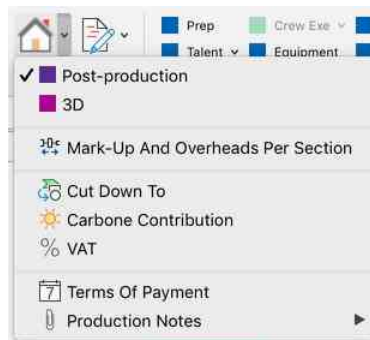 Prep
Crew Exe
Talent
Equipment
Post-production
3D
Mark-Up And Overheads Per Section
Cut Down To
Carbone Contribution
% VAT
7 Terms Of Payment
Production Notes